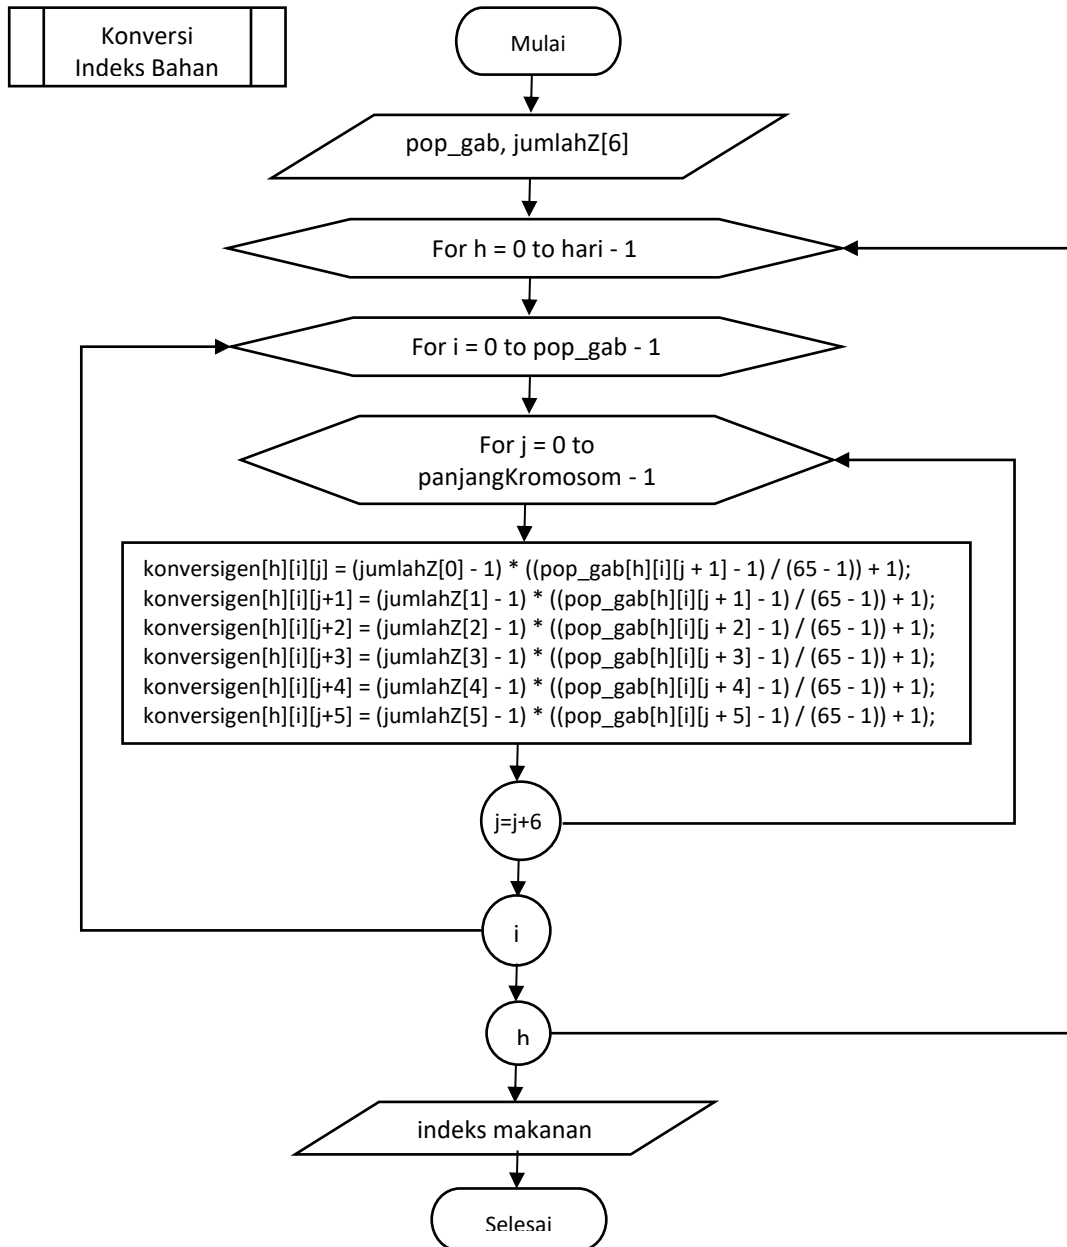 Konversi
Indeks Bahan
Mulai
pop_gab, jumlahZ[6]
For h = 0 to hari - 1
For i = 0 to pop_gab - 1
For j = 0 to
panjangKromosom - 1
konversigen[h][i][j] = (jumlahZ[0] - 1) * ((pop_gab[h][i][j + 1] - 1) / (65 - 1)) + 1);
konversigen[h][i][j+1] = (jumlahZ[1] - 1) * ((pop_gab[h][i][j + 1] - 1) / (65 - 1)) + 1);
konversigen[h][i][j+2] = (jumlahZ[2] - 1) * ((pop_gab[h][i][j + 2] - 1) / (65 - 1)) + 1);
konversigen[h][i][j+3] = (jumlahZ[3] - 1) * ((pop_gab[h][i][j + 3] - 1) / (65 - 1)) + 1);
konversigen[h][i][j+4] = (jumlahZ[4] - 1) * ((pop_gab[h][i][j + 4] - 1) / (65 - 1)) + 1);
konversigen[h][i][j+5] = (jumlahZ[5] - 1) * ((pop_gab[h][i][j + 5] - 1) / (65 - 1)) + 1);
j=j+6
i
h
indeks makanan
Selesai